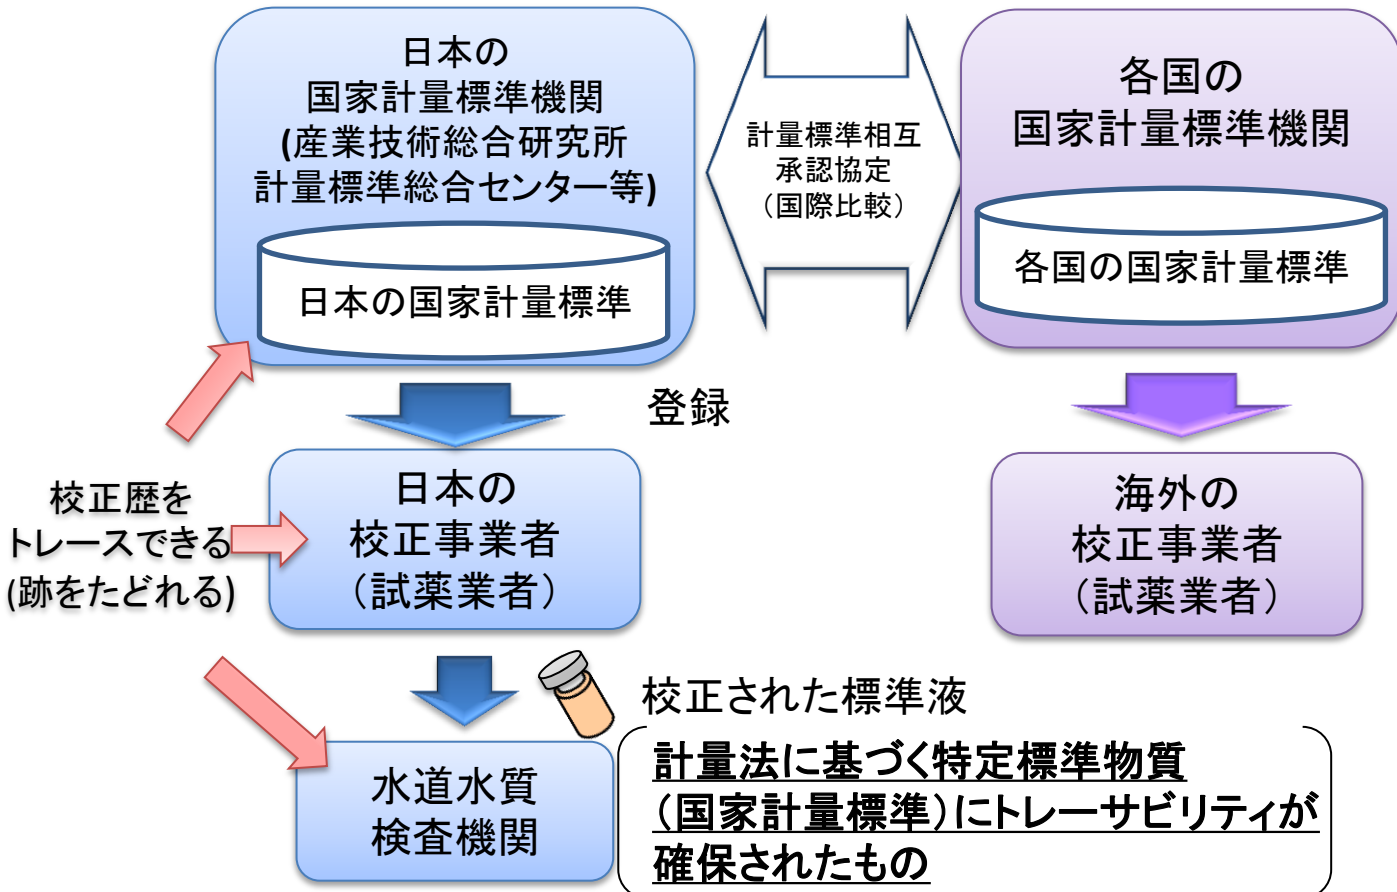 日本の
国家計量標準機関
(産業技術総合研究所
計量標準総合センター等)
日本の国家計量標準
計量標準相互
承認協定
（国際比較）
各国の
国家計量標準機関
各国の国家計量標準
登録
校正歴を
トレースできる
(跡をたどれる)
日本の
校正事業者
（試薬業者）
海外の
校正事業者
（試薬業者）
校正された標準液
水道水質
検査機関
計量法に基づく特定標準物質
（国家計量標準）にトレーサビリティが
確保されたもの